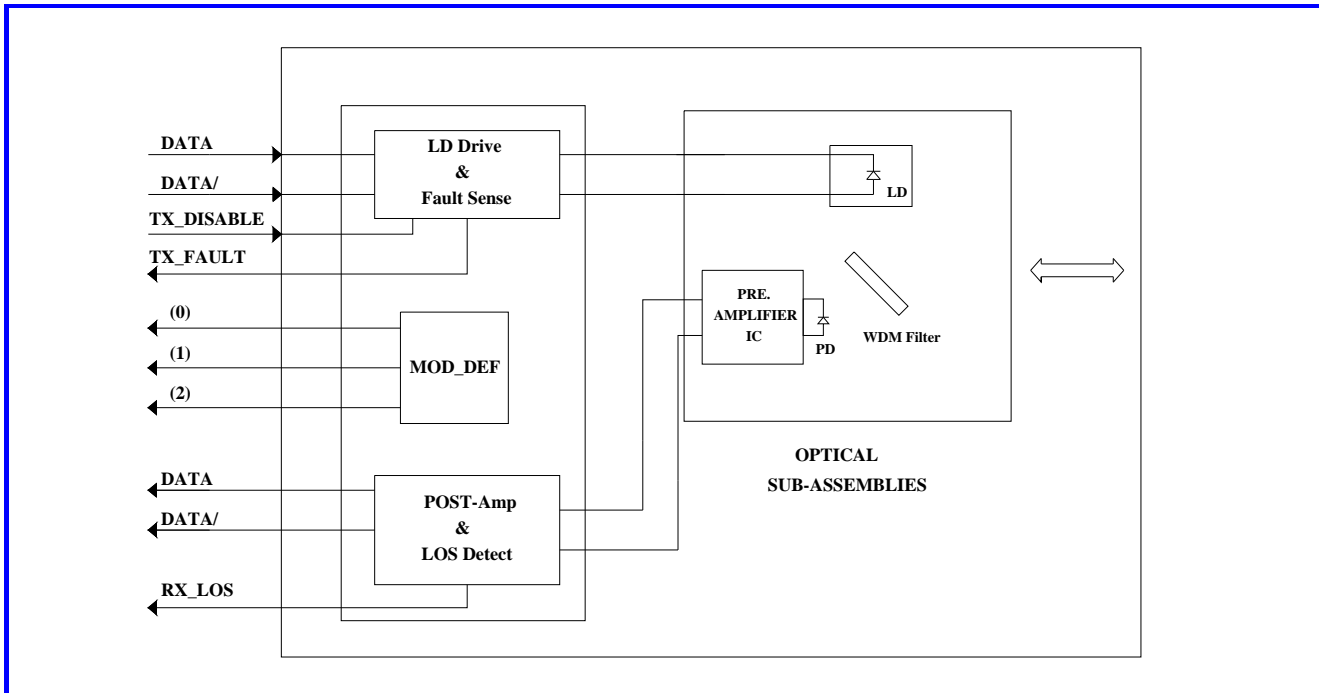 DATA
DATA/
TX_DISABLE
TX_FAULT
(0)
(1)
(2)
DATA
DATA/
RX_LOS
LD Drive
&
Fault Sense
MOD_DEF
POST-Amp
&
LOS Detect
LD
PRE.
AMPLIFIER
IC
PD
WDM Filter
OPTICAL
SUB-ASSEMBLIES